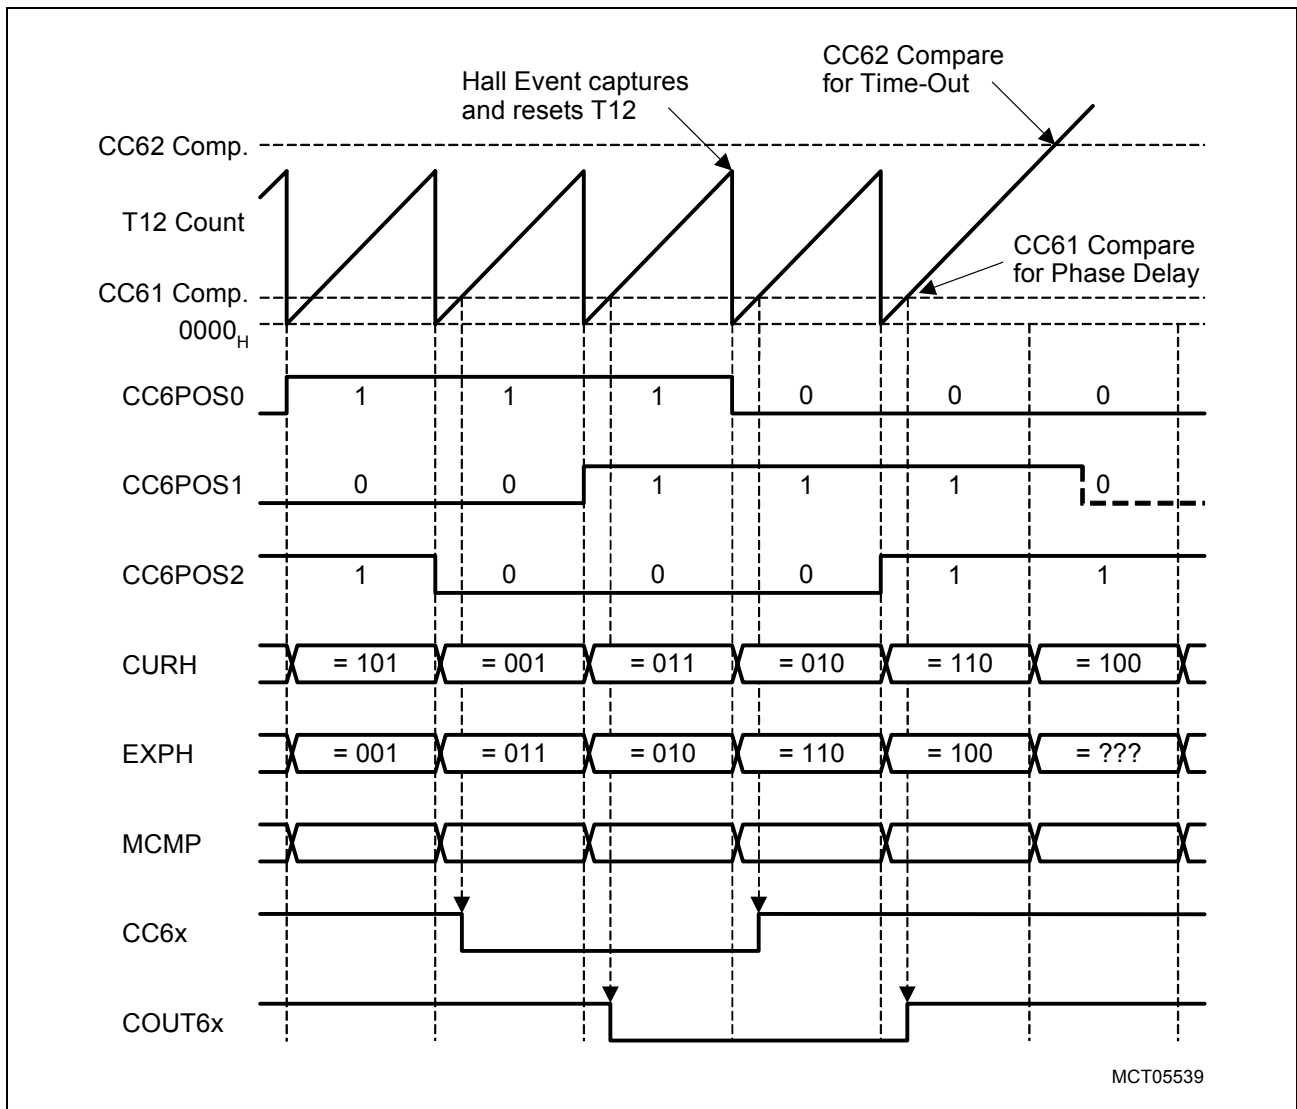 CC62 Compare
for Time-Out
Hall Event captures
and resets T12
CC62 Comp.
T12 Count
CC61 Compare
for Phase Delay
CC61 Comp.
0000H
CC6POS0 1 1 1 0 0 0
CC6POS1 0 0 1 1 1 0
CC6POS2 1 0 0 0 1 1
CURH = 101 = 001 = 011 = 010 = 110 = 100
EXPH = 001 = 011 = 010 = 110 = 100 = ???
MCMP
CC6x
COUT6x
MCT05539